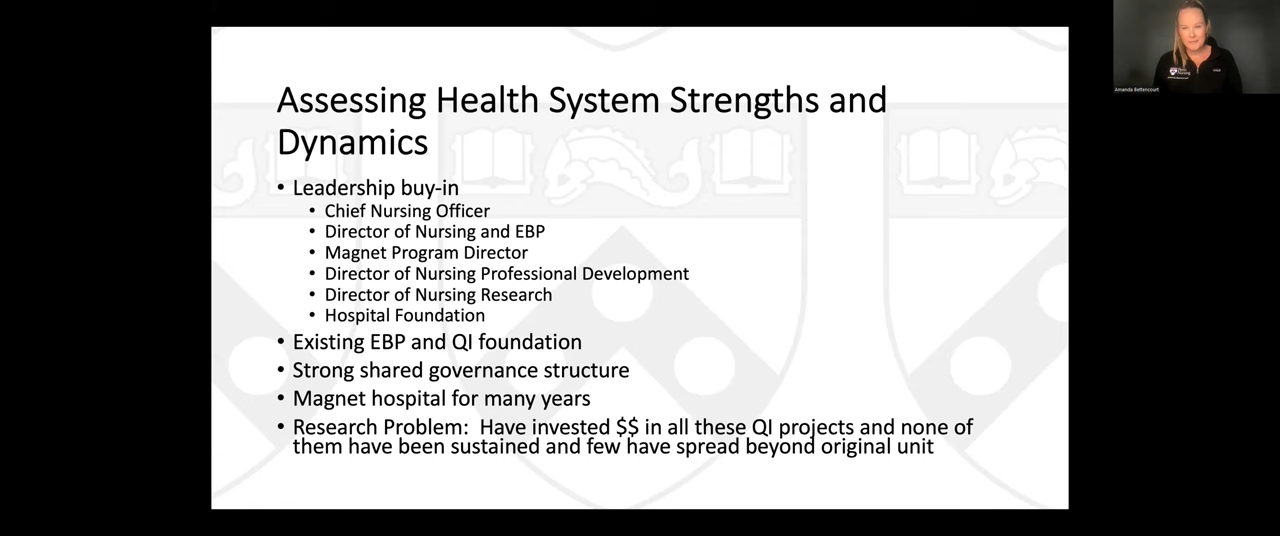 Assessing Health System Strengths and
Dynamics
• Leadership buy-in
• Chief Nursing Officer
• Director of Nursing and EBP
• Magnet Program Director
• Director of Nursing Professional Development
• Director of Nursing Research
• Hospital Foundation
• Existing EBP and QI foundation
• Strong shared governance structure
• Magnet hospital for many years
• Research Problem: Have invested $$ in all these QI projects and none of
them have been sustained and few have spread beyond original unit
Amanda Bettencourt
Penn
Nursing